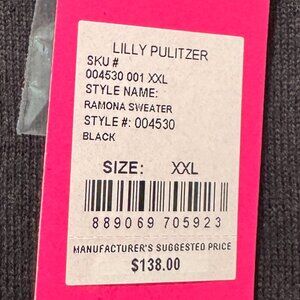 LILLY PULITZER
SKU #
004530 001 XXL
STYLE NAME:
RAMONA SWEATER
STYLE #: 004530
BLACK
SIZE: XXL
889069 705923
MANUFACTURER'S SUGGESTED PRICE
$138.00